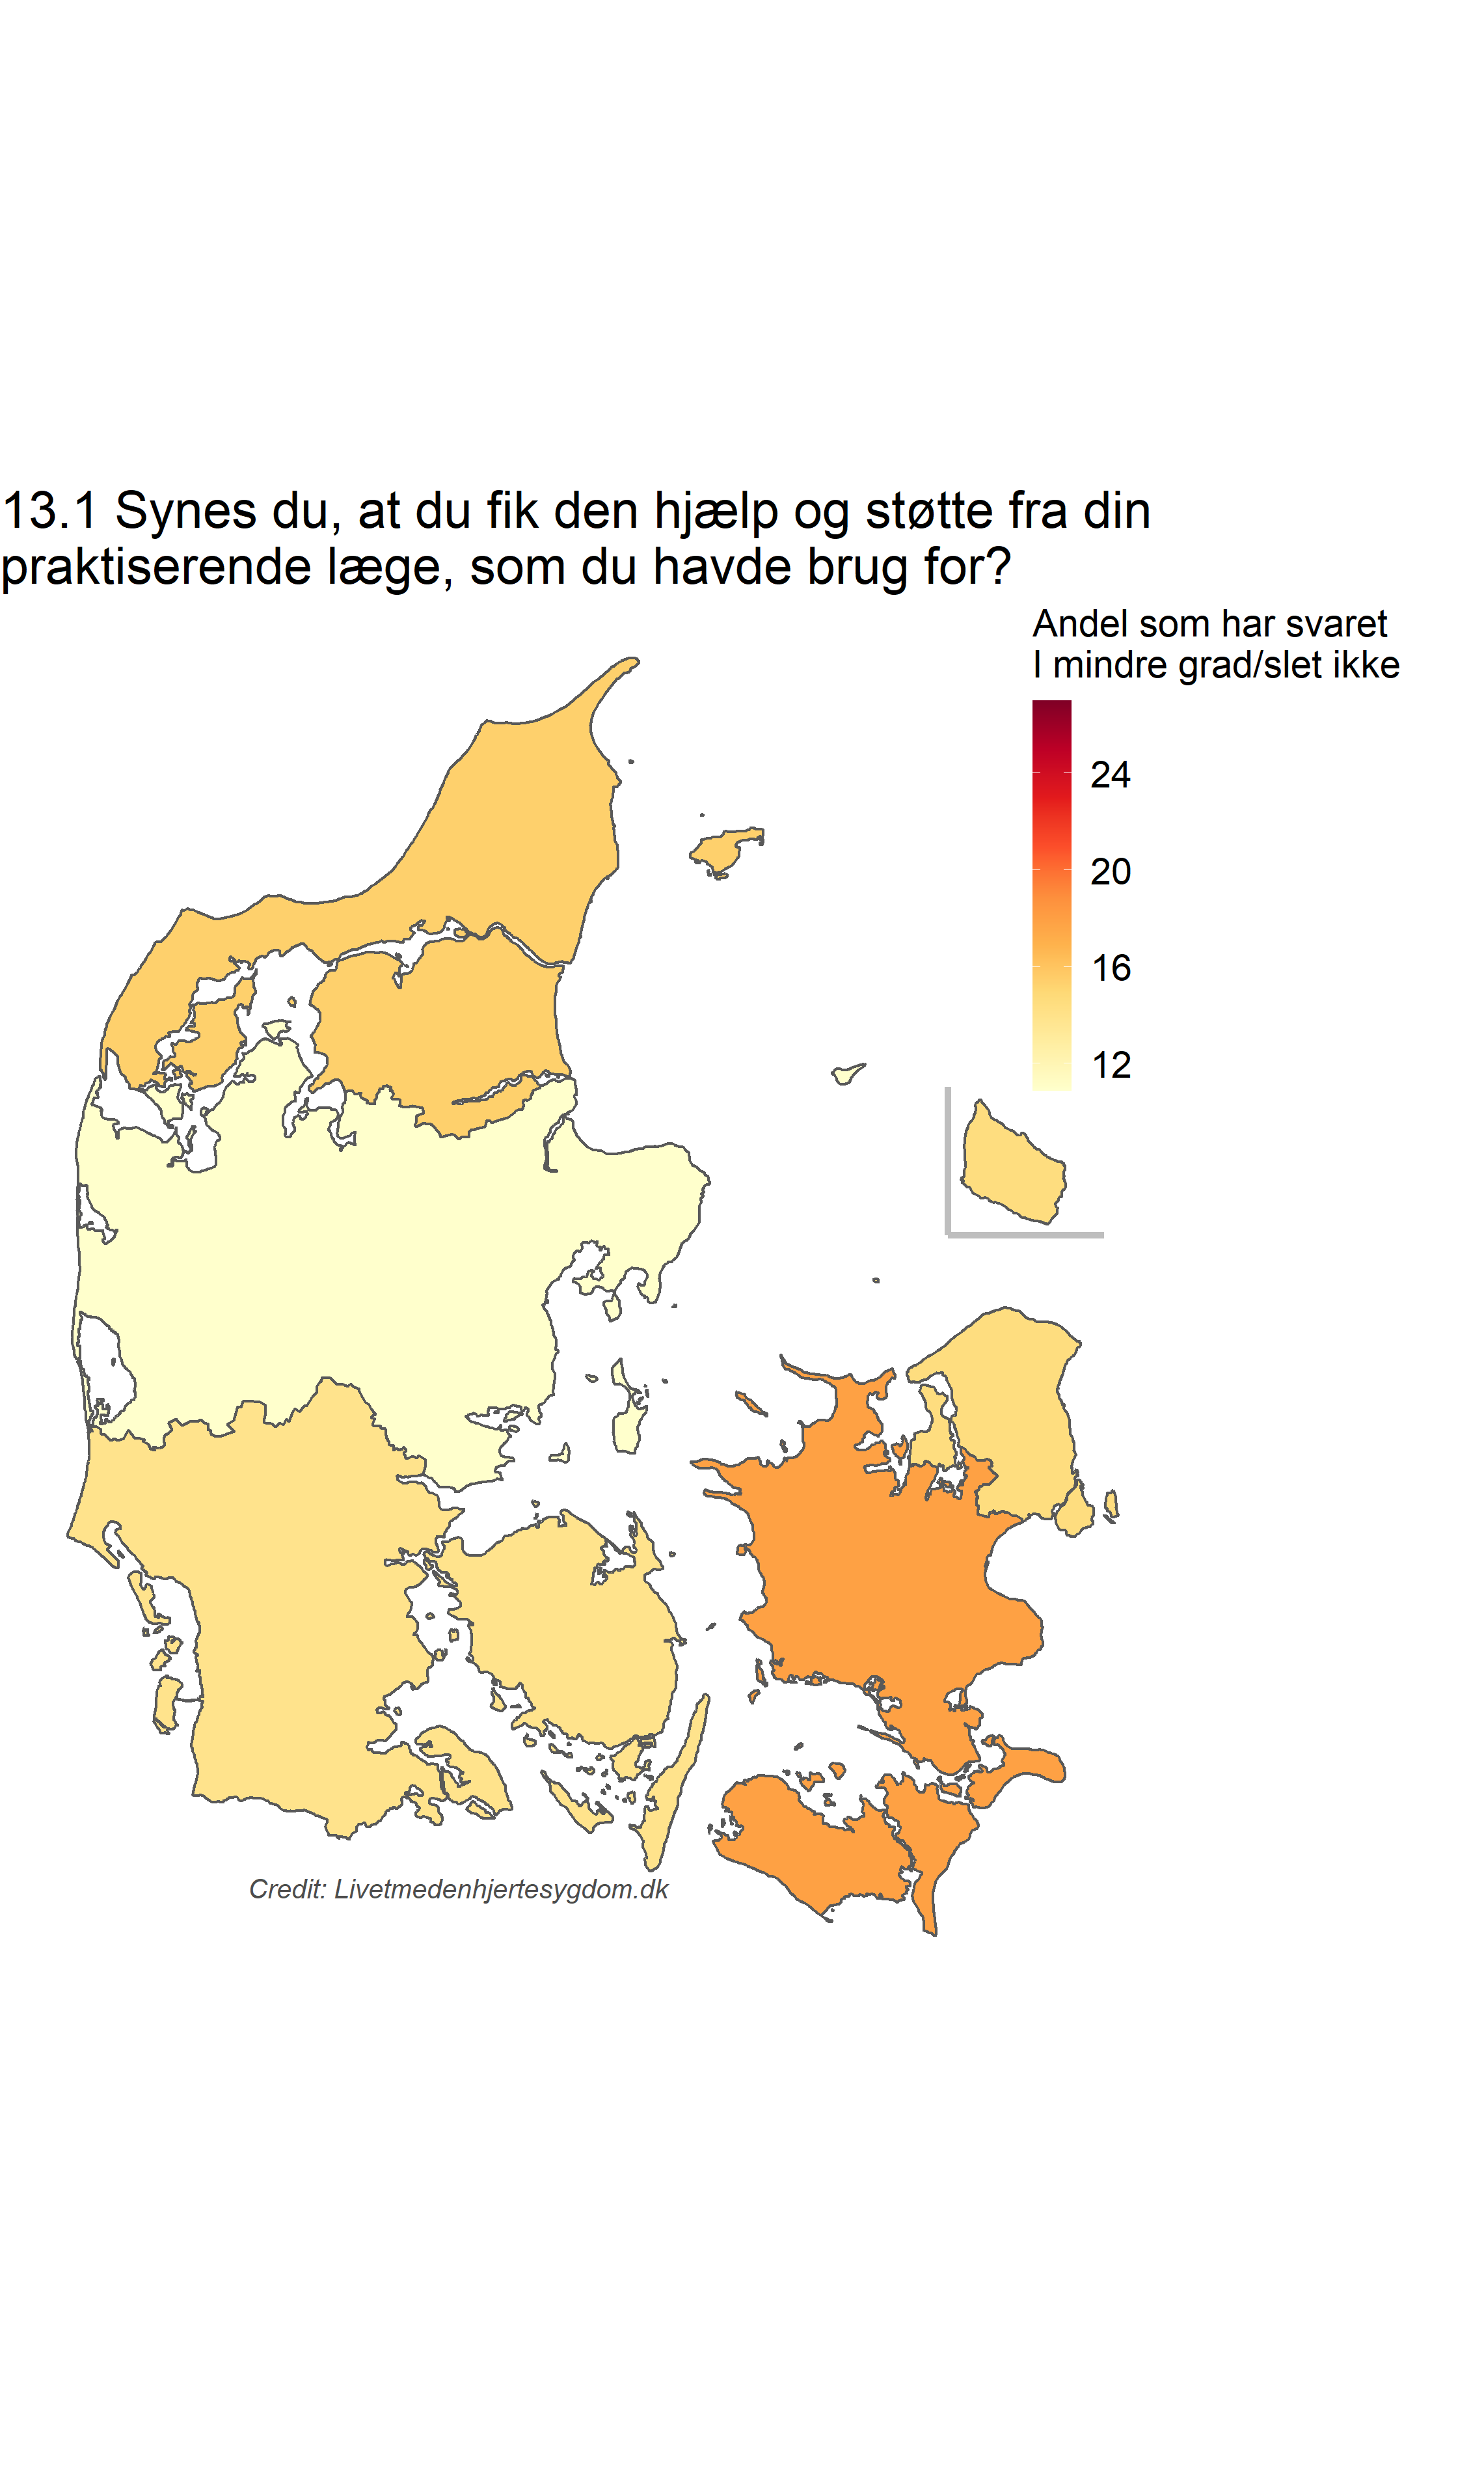 13.1 Synes du, at du fik den hjælp og støtte fra din
praktiserende læge, som du havde brug for?
Andel som har svaret
I mindre grad/slet ikke
24
20
16
12
Credit: Livetmedenhjertesygdom.dk